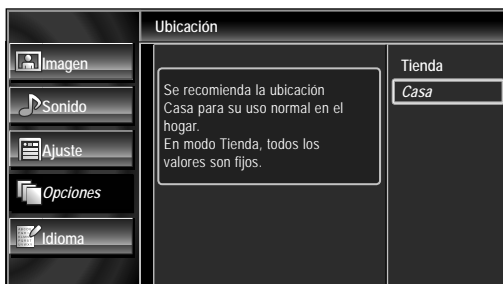 Ubicación
Imagen
Sonido
Ajuste
Opciones
Idioma
Se recomienda la ubicación
Casa para su uso normal en el
hogar.
En modo Tienda, todos los
valores son fijos.
Tienda
Casa